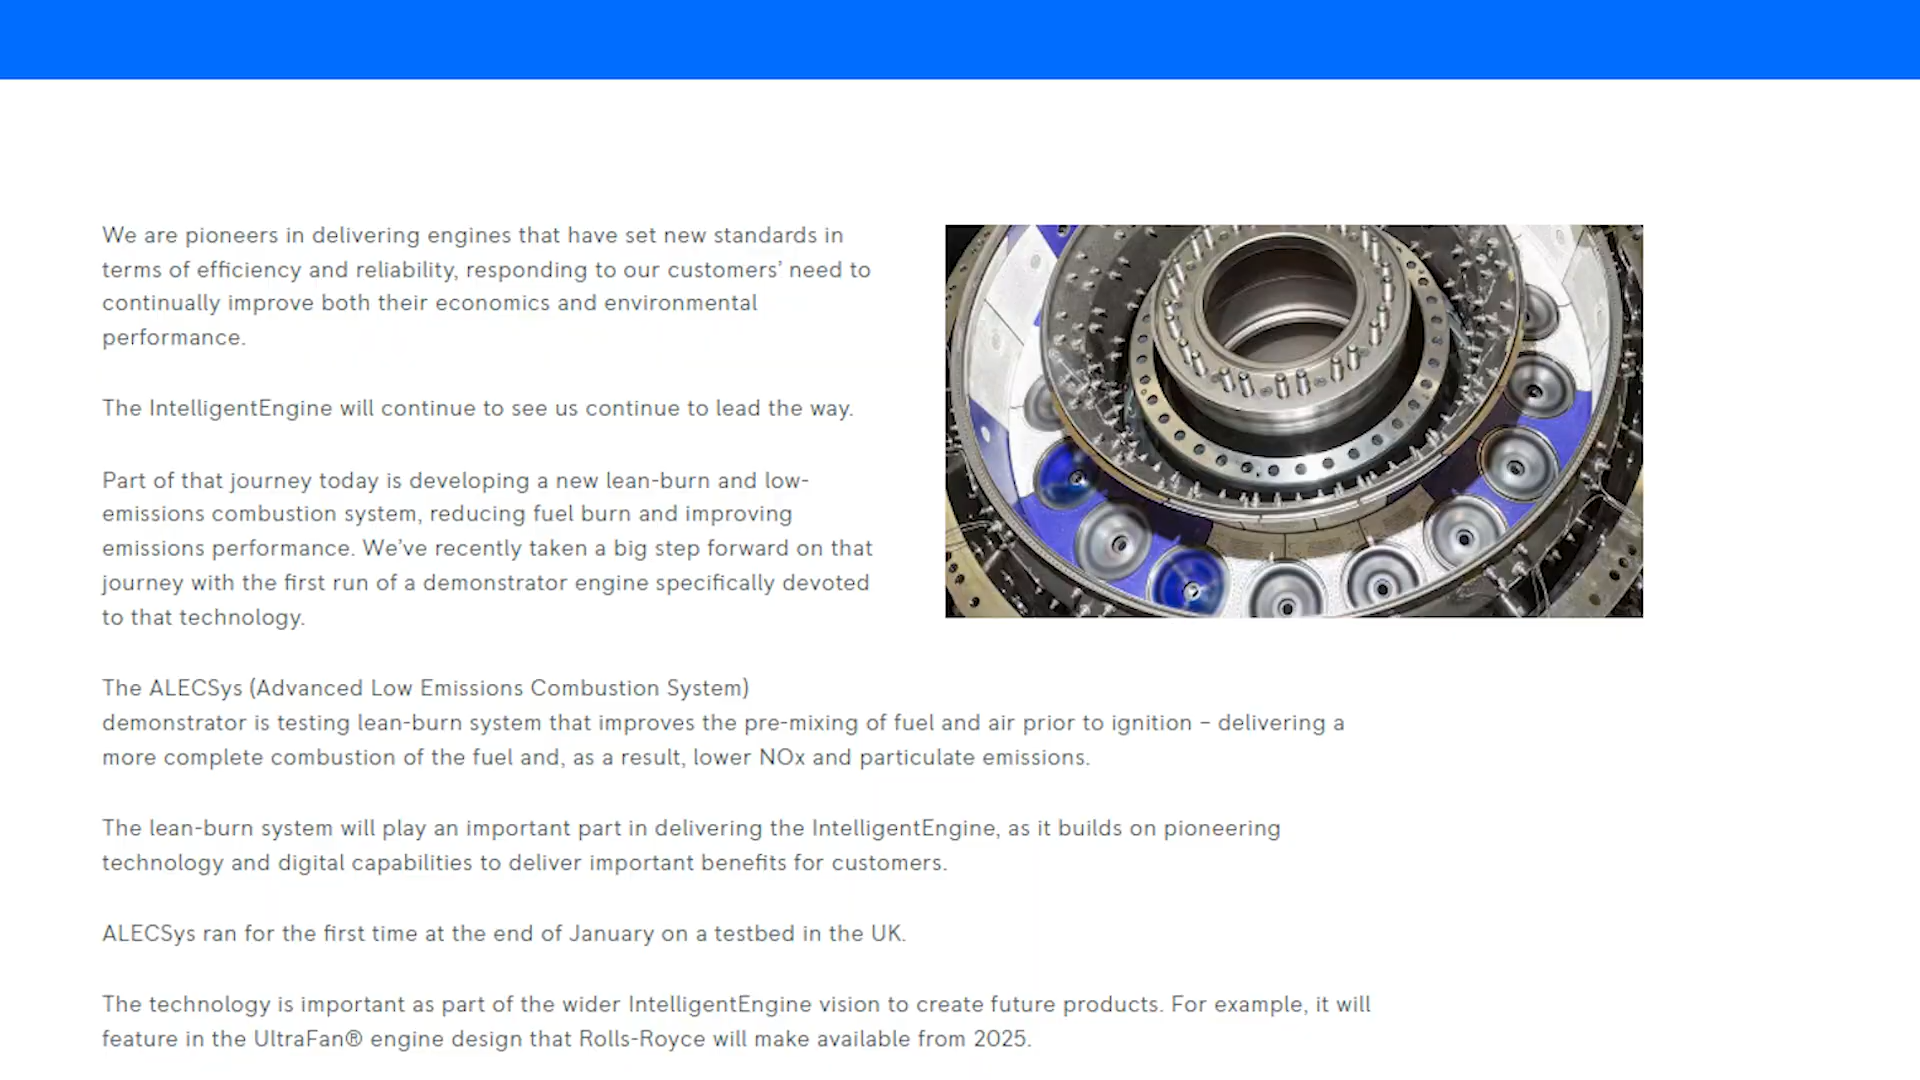 We are pioneers in delivering engines that have set new standards in
terms of efficiency and reliability, responding to our customers’ need to
continually improve both their economics and environmental
performance.
The IntelligentEngine will continue to see us continue to lead the way.
Part of that journey today is developing a new lean-burn and low-
emissions combustion system, reducing fuel burn and improving
emissions performance. We’ve recently taken a big step forward on that
journey with the first run of a demonstrator engine specifically devoted
to that technology.
The ALECSys (Advanced Low Emissions Combustion System)
demonstrator is testing lean-burn system that improves the pre-mixing of fuel and air prior to ignition – delivering a
more complete combustion of the fuel and, as a result, lower NOx and particulate emissions.
The lean-burn system will play an important part in delivering the IntelligentEngine, as it builds on pioneering
technology and digital capabilities to deliver important benefits for customers.
ALECSys ran for the first time at the end of January on a testbed in the UK.
The technology is important as part of the wider IntelligentEngine vision to create future products. For example, it will
feature in the UltraFan® engine design that Rolls-Royce will make available from 2025.